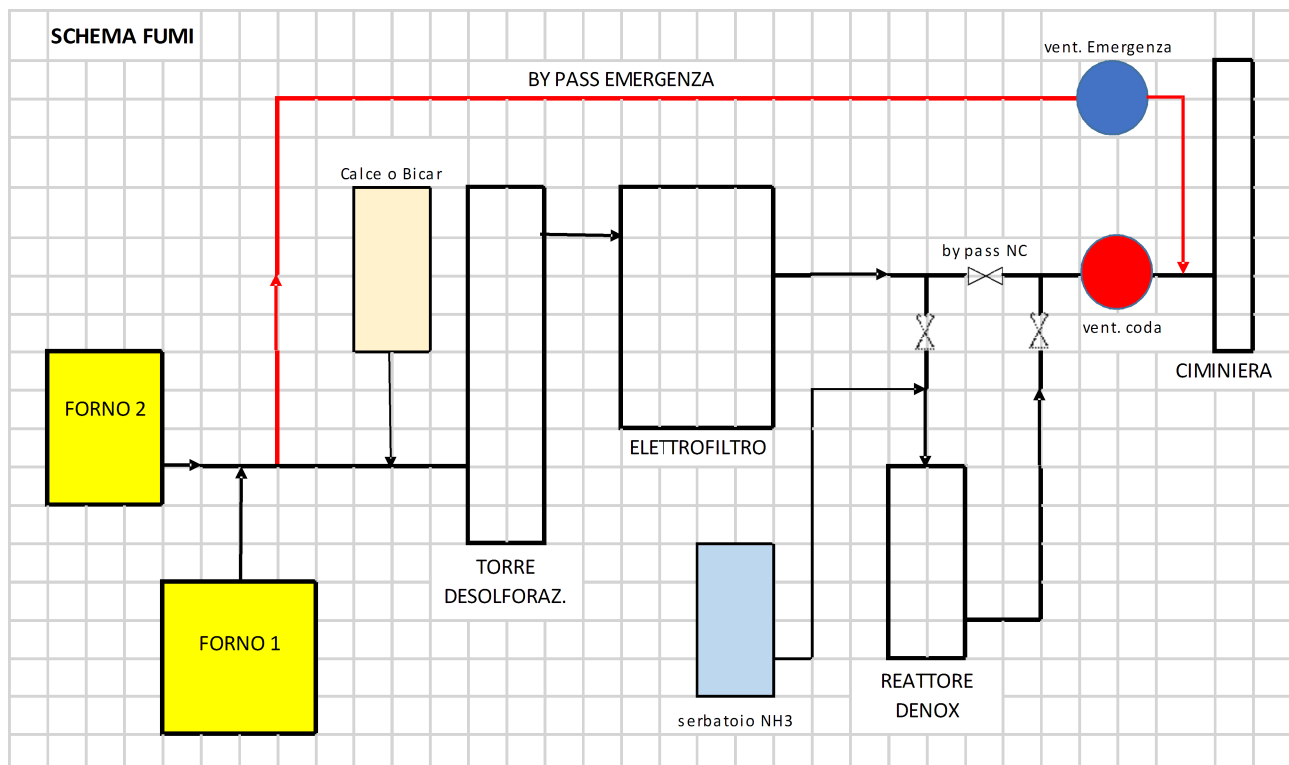 SCHEMA FUMI
vent. Emergenza
BY PASS EMERGENZA
Calce o Bicar
by pass NC
vent. coda
CIMINIERA
FORNO 2
ELETTROFILTRO
TORRE
DESOLFORAZ.
FORNO 1
REATTORE
DENOX
serbatoio NH3